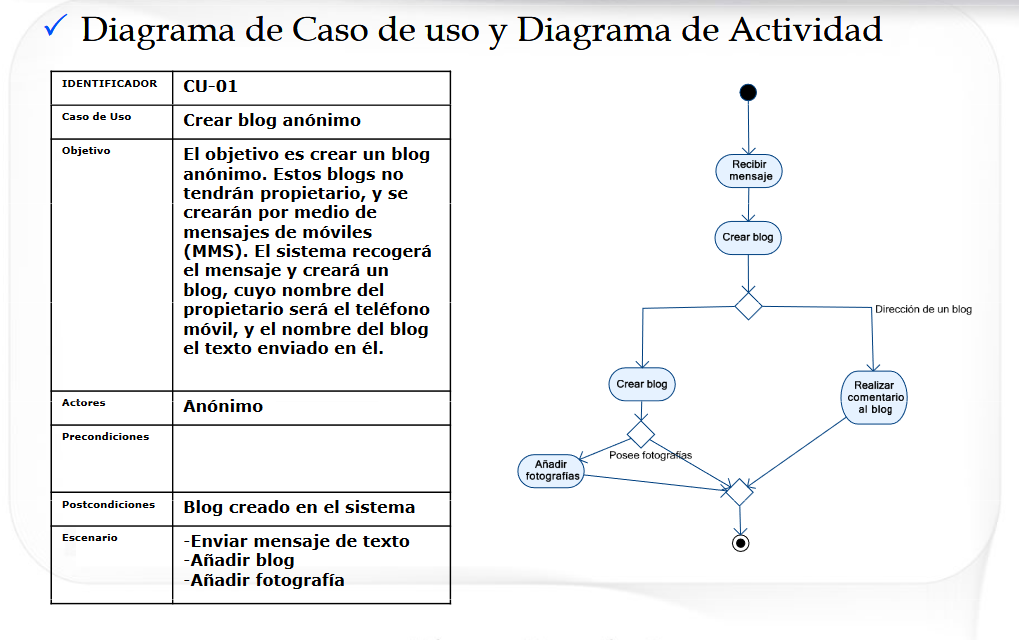 ✓ Diagrama de Caso de uso y Diagrama de Actividad
IDENTIFICADOR
CU-01
Caso de Uso
Crear blog anónimo
Objetivo
El objetivo es crear un blog
anónimo. Estos blogs no
tendrán propietario, y se
crearán por medio de
mensajes de móviles
(MMS). El sistema recogerá
el mensaje y creará un
blog, cuyo nombre del
propietario será el teléfono
móvil, y el nombre del blog
el texto enviado en él.
Actores
Anónimo
Precondiciones
Postcondiciones
Blog creado en el sistema
Escenario
-Enviar mensaje de texto
-Añadir blog
-Añadir fotografía
Recibir
mensaje
Crear blog
Dirección de un blog
Crear blog
Realizar
comentario
al blog
Posee fotografías
Añadir
fotografías